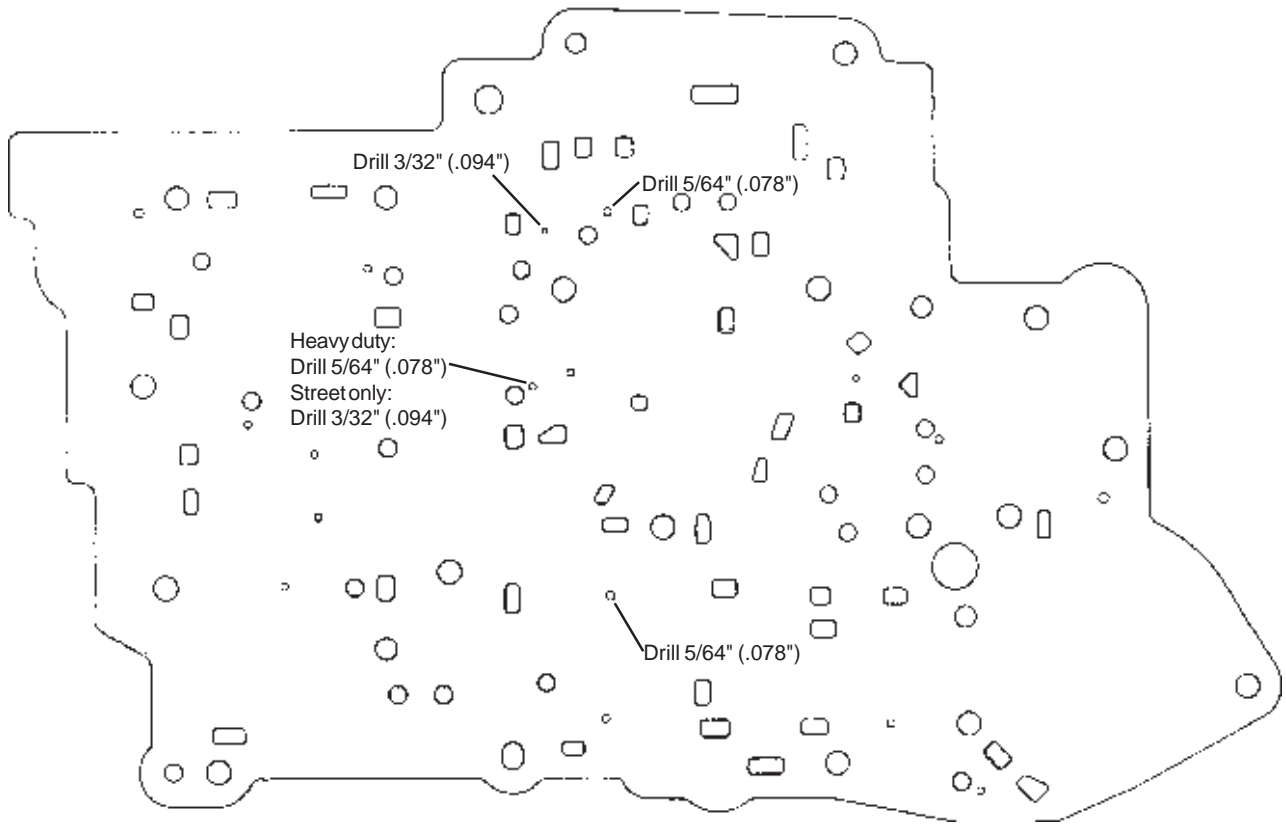 Drill 3/32" (.094")
Drill 5/64" (.078")
Heavy duty:
Drill 5/64" (.078")
Street only:
Drill 3/32" (.094")
Drill 5/64" (.078")